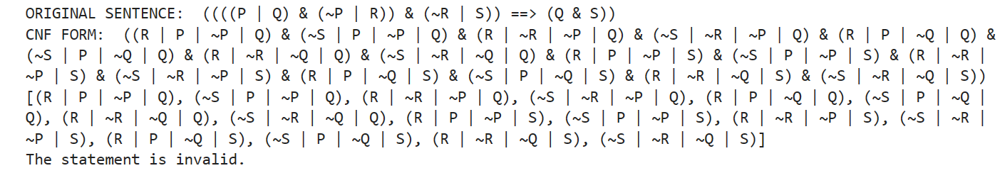 ORIGINAL SENTENCE:  ((((P | Q) & (~P | R)) & (~R | S)) ==> (Q & S))
CNF FORM:  ((R | P | ~P | Q) & (~S | P | ~P | Q) & (R | ~R | ~P | Q) & (~S | ~R | ~P | Q) & (R | P | ~Q | Q) &
(~S | P | ~Q | Q) & (R | ~R | ~Q | Q) & (~S | ~R | ~Q | Q) & (R | P | ~P | S) & (~S | P | ~P | S) & (R | ~R |
~P | S) & (~S | ~R | ~P | S) & (R | P | ~Q | S) & (~S | P | ~Q | S) & (R | ~R | ~Q | S) & (~S | ~R | ~Q | S))
[(R | P | ~P | Q), (~S | P | ~P | Q), (R | ~R | ~P | Q), (~S | ~R | ~P | Q), (R | P | ~Q | Q), (~S | P | ~Q |
Q), (R | ~R | ~Q | Q), (~S | ~R | ~Q | Q), (R | P | ~P | S), (~S | P | ~P | S), (R | ~R | ~P | S), (~S | ~R |
~P | S), (R | P | ~Q | S), (~S | P | ~Q | S), (R | ~R | ~Q | S), (~S | ~R | ~Q | S)]
The statement is invalid.